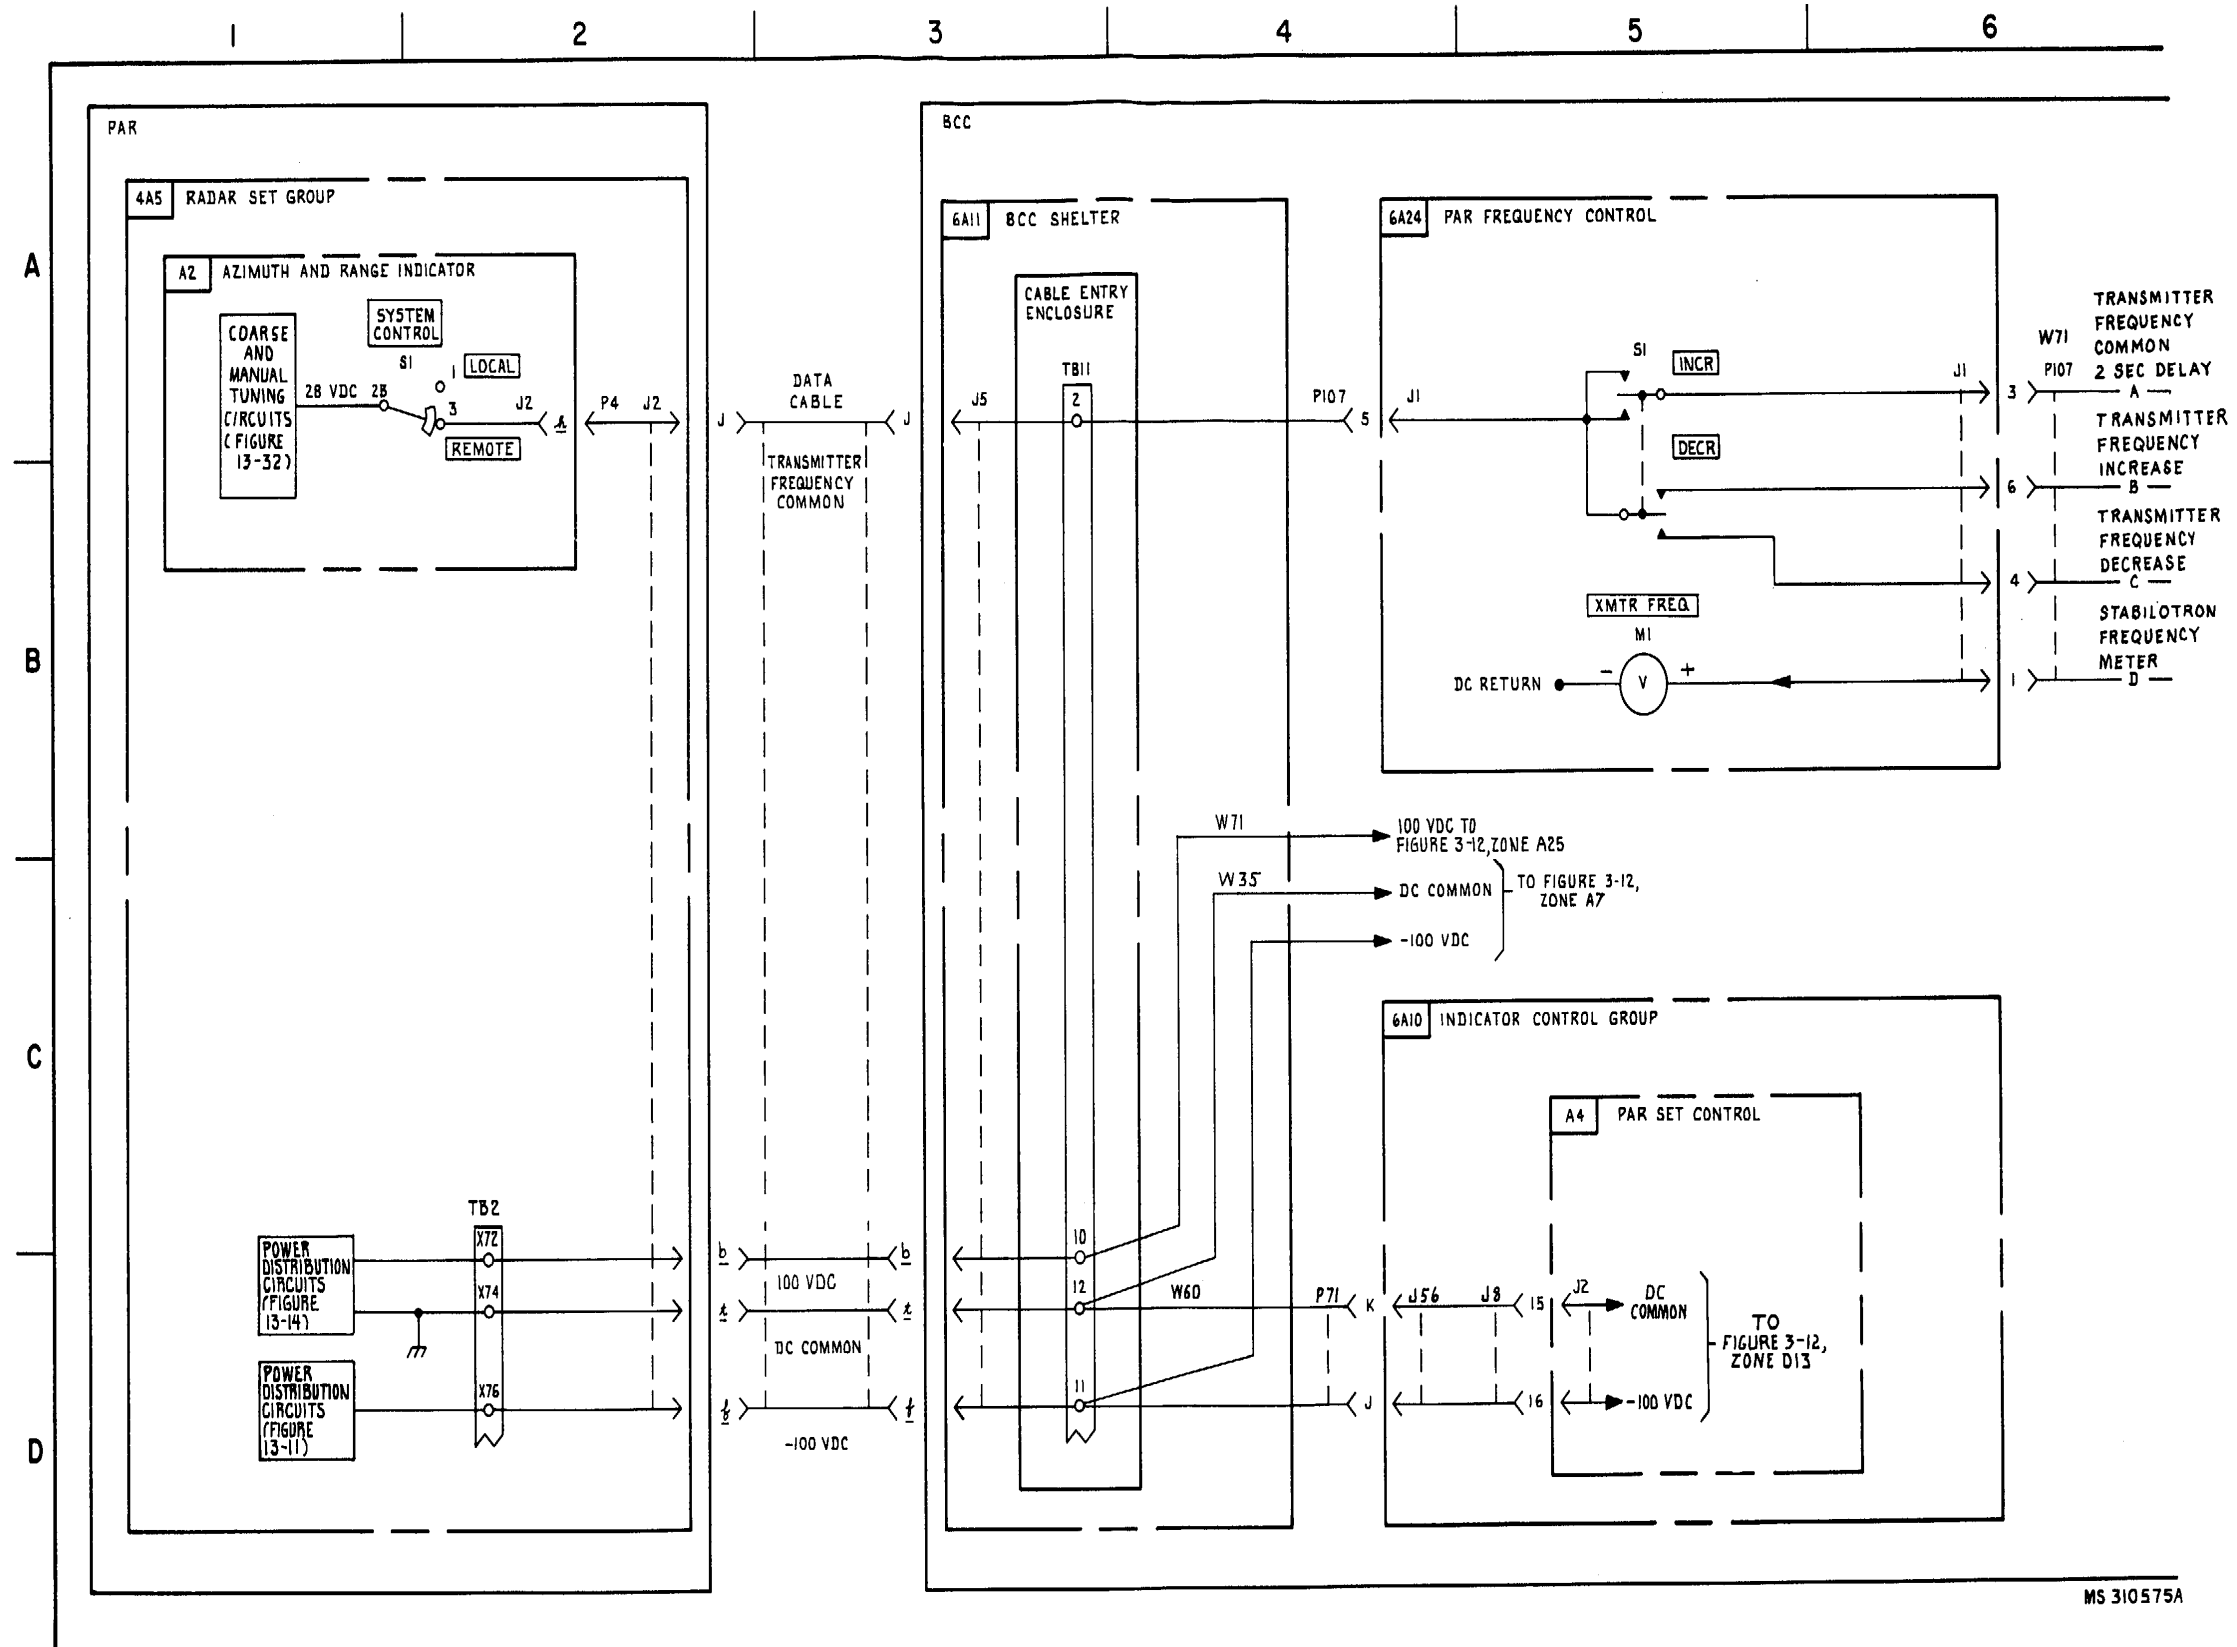 1 2 3 4 5 6
A
B
C
D
PAR
4A5 RADAR SET GROUP
A2 AZIMUTH AND RANGE INDICATOR
COARSE
AND
MANUAL
TUNING
CIRCUITS
(FIGURE
13-32)
SYSTEM
CONTROL
S1
1 LOCAL
28 VDC 2B
3
REMOTE
J2
h
P4 J2
J
DATA
CABLE
J
TRANSMITTER
FREQUENCY
COMMON
TB2
X72
X74
X76
POWER
DISTRIBUTION
CIRCUITS
(FIGURE
13-14)
POWER
DISTRIBUTION
CIRCUITS
(FIGURE
13-11)
b b
100 VDC
t t
DC COMMON
f f
-100 VDC
BCC
6A11 BCC SHELTER
CABLE ENTRY
ENCLOSURE
TB11
2
J5
10
12
11
P107
5
J1
W71
100 VDC TO
FIGURE 3-12, ZONE A25
W35
DC COMMON
-100 VDC
TO FIGURE 3-12,
ZONE A7
W60
P71
K
J
6A24 PAR FREQUENCY CONTROL
S1
INCR
DECR
XMTR FREQ
M1
DC RETURN
- V +
J1
3
6
4
1
W71
P107
TRANSMITTER
FREQUENCY
COMMON
2 SEC DELAY
A
TRANSMITTER
FREQUENCY
INCREASE
B
TRANSMITTER
FREQUENCY
DECREASE
C
STABILOTRON
FREQUENCY
METER
D
6A10 INDICATOR CONTROL GROUP
A4 PAR SET CONTROL
J56 J8
15
16
J2
DC
COMMON
-100 VDC
TO
FIGURE 3-12,
ZONE D13
MS 310575A